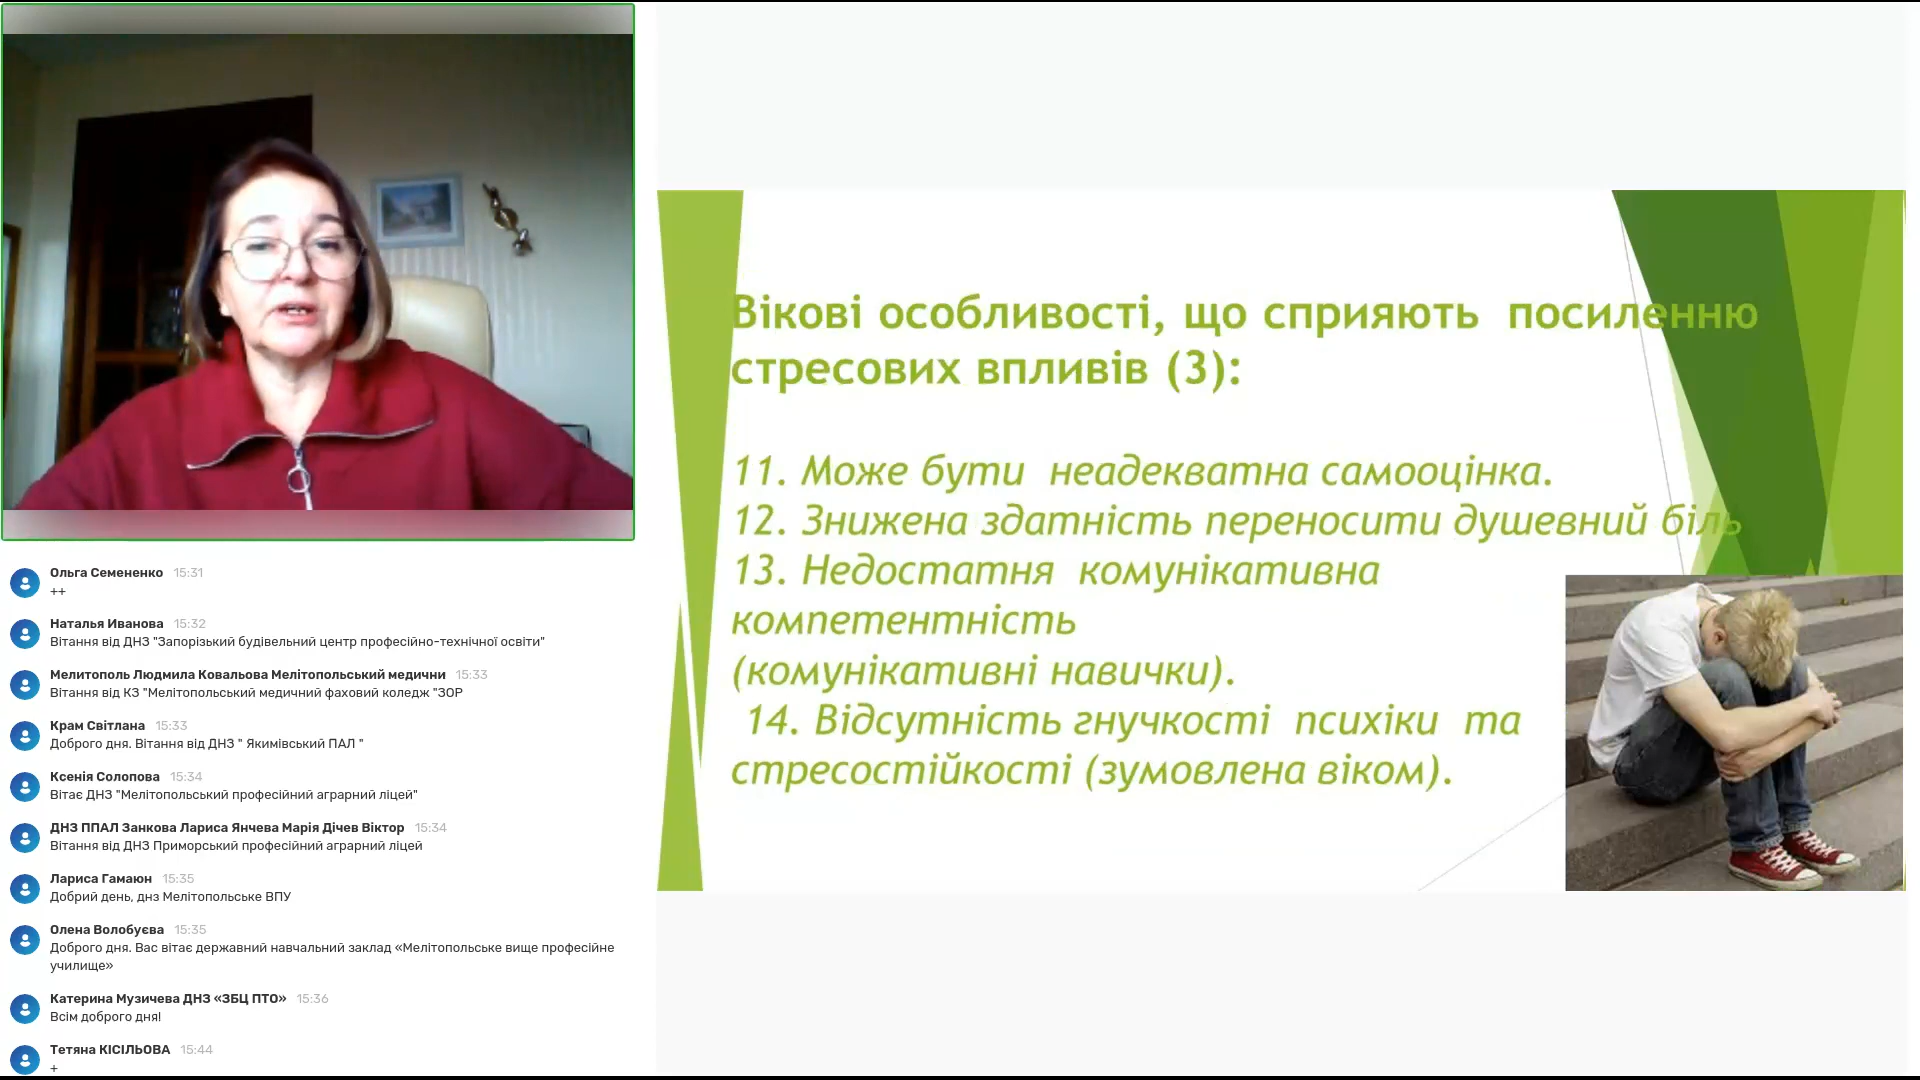 Ольга Семененко 15:31
++
Наталья Иванова 15:32
Вітання від ДНЗ "Запорізький будівельний центр професійно-технічної освіти"
Мелитополь Людмила Ковальова Мелітопольський медични 15:33
Вітання від КЗ "Мелітопольський медичний фаховий коледж "ЗОР
Крам Світлана 15:33
Доброго дня. Вітання від ДНЗ " Якимівський ПАЛ "
Ксенія Солопова 15:34
Вітає ДНЗ "Мелітопольський професійний аграрний ліцей"
ДНЗ ППАЛ Занкова Лариса Янчева Марія Дічев Віктор 15:34
Вітання від ДНЗ Приморський професійний аграрний ліцей
Лариса Гамаюн 15:35
Добрий день, днз Мелітопольське ВПУ
Олена Волобуєва 15:35
Доброго дня. Вас вітає державний навчальний заклад «Мелітопольське вище професійне
училище»
Катерина Музичева ДНЗ «ЗБЦ ПТО» 15:36
Всім доброго дня!
Тетяна КІСІЛЬОВА 15:44
+
Вікові особливості, що сприяють посиленню
стресових впливів (3):
11. Може бути неадекватна самооцінка.
12. Знижена здатність переносити душевний біль
13. Недостатня комунікативна
компетентність
(комунікативні навички).
14. Відсутність гнучкості психіки та
стресостійкості (зумовлена віком).